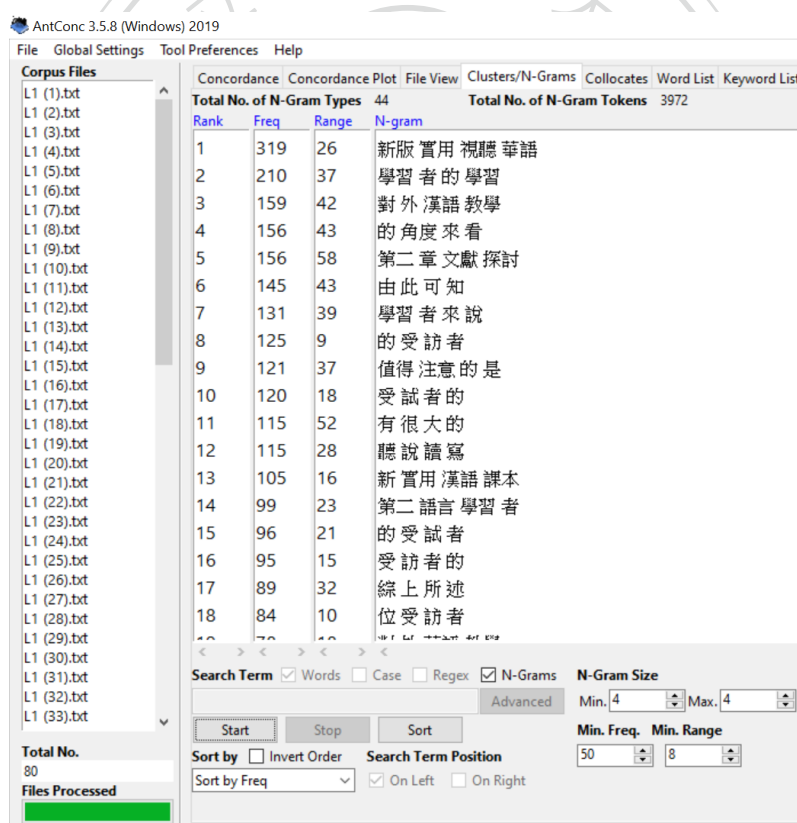 AntConc 3.5.8 (Windows) 2019
File Global Settings Tool Preferences Help
Corpus Files
L1 (1).txt
L1 (2).txt
L1 (3).txt
L1 (4).txt
L1 (5).txt
L1 (6).txt
L1 (7).txt
L1 (8).txt
L1 (9).txt
L1 (10).txt
L1 (11).txt
L1 (12).txt
L1 (13).txt
L1 (14).txt
L1 (15).txt
L1 (16).txt
L1 (17).txt
L1 (18).txt
L1 (19).txt
L1 (20).txt
L1 (21).txt
L1 (22).txt
L1 (23).txt
L1 (24).txt
L1 (25).txt
L1 (26).txt
L1 (27).txt
L1 (28).txt
L1 (29).txt
L1 (30).txt
L1 (31).txt
L1 (32).txt
L1 (33).txt
Total No.
80
Files Processed
Concordance Concordance Plot File View Clusters/N-Grams Collocates Word List Keyword List
Total No. of N-Gram Types 44 Total No. of N-Gram Tokens 3972
Rank Freq Range N-gram
1 319 26 新版 實用 視聽 華語
2 210 37 學習 者 的 學習
3 159 42 對 外 漢語 教學
4 156 43 的 角度 來 看
5 156 58 第二 章 文獻 探討
6 145 43 由 此 可 知
7 131 39 學習 者 來 說
8 125 9 的 受 訪 者
9 121 37 值得 注意 的 是
10 120 18 受 試 者 的
11 115 52 有 很 大 的
12 115 28 聽 說 讀 寫
13 105 16 新 實用 漢語 課本
14 99 23 第二 語言 學習 者
15 96 21 的 受 試 者
16 95 15 受 訪 者 的
17 89 32 綜 上 所 述
18 84 10 位 受 訪 者
Search Term Words Case Regex N-Grams N-Gram Size
Advanced Min. 4 Max. 4
Start Stop Sort Min. Freq. Min. Range
Sort by Invert Order Search Term Position 50 8
Sort by Freq On Left On Right